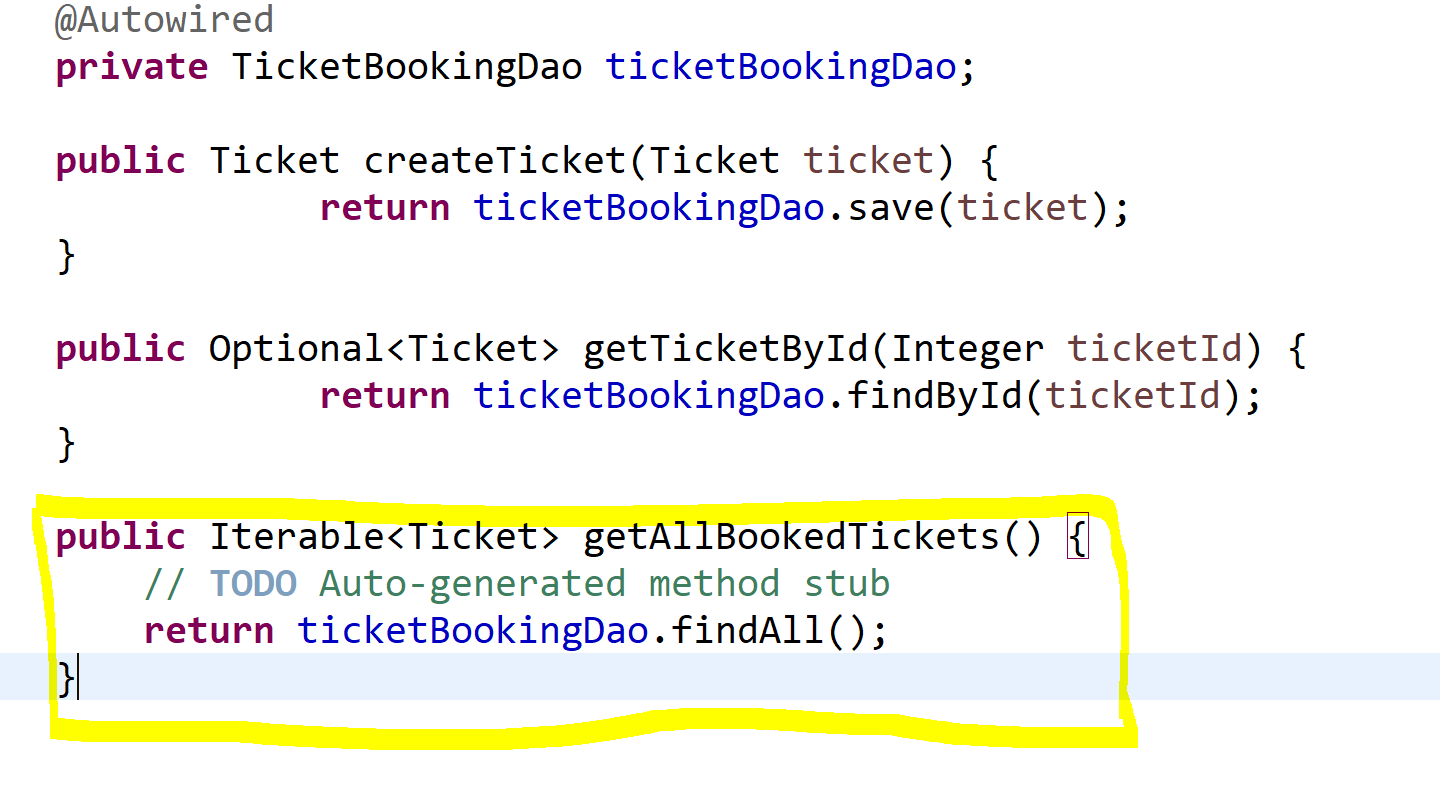 @Autowired
private TicketBookingDao ticketBookingDao;
public Ticket createTicket(Ticket ticket) {
return ticketBookingDao.save(ticket);
}
public Optional<Ticket> getTicketById(Integer ticketId) {
return ticketBookingDao.findById(ticketId);
}
public Iterable<Ticket> getAllBookedTickets() {
// TODO Auto-generated method stub
return ticketBookingDao.findAll();
}